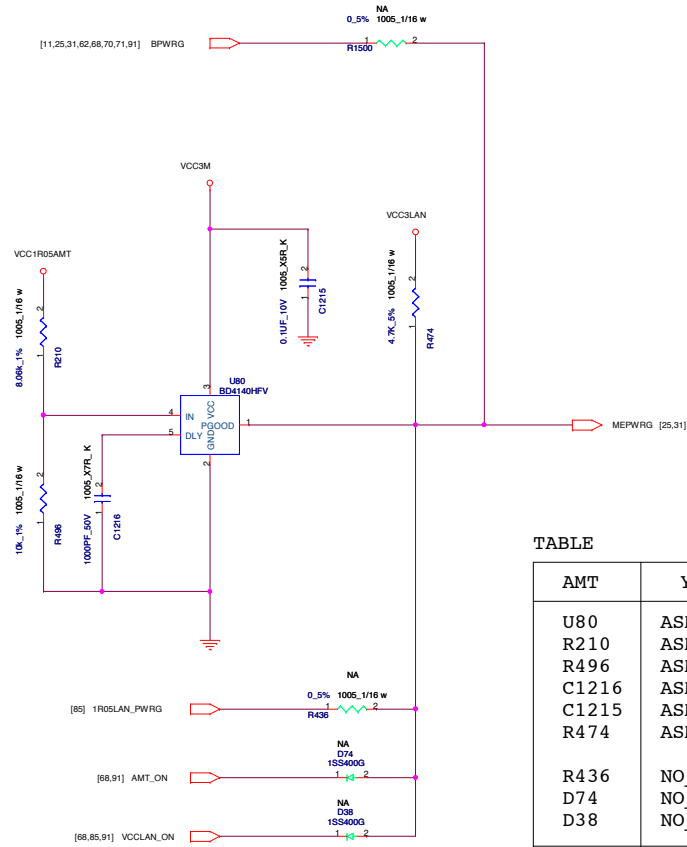 NA
0_5% 1005_1/16 w
[11,25,31,62,68,70,71,91] BPWRG
1 2
R1500
VCC3M
VCC3LAN
VCC1R05AMT
0.1UF_10V 1005_X5R_K
2
1
C1215
4.7K_5% 1005_1/16 w
2
1
R474
8.06k_1% 1005_1/16 w
2
1
R210
U80
BD4140HFV
3
4 IN VCC
PGOOD 1
5 DLY GND
2
MEPWRG [25,31]
10k_1% 1005_1/16 w
2
1
R496
1000PF_50V 1005_X7R_K
2
1
C1216
TABLE
AMT
U80
R210
R496
C1216
C1215
R474
R436 NO_
D74 NO_
D38 NO_
NA
0_5% 1005_1/16 w
[85] 1R05LAN_PWRG
1 2
R436
NA
D74
1SS400G
[68,91] AMT_ON
1 2
NA
D38
1SS400G
[68,85,91] VCCLAN_ON
1 2